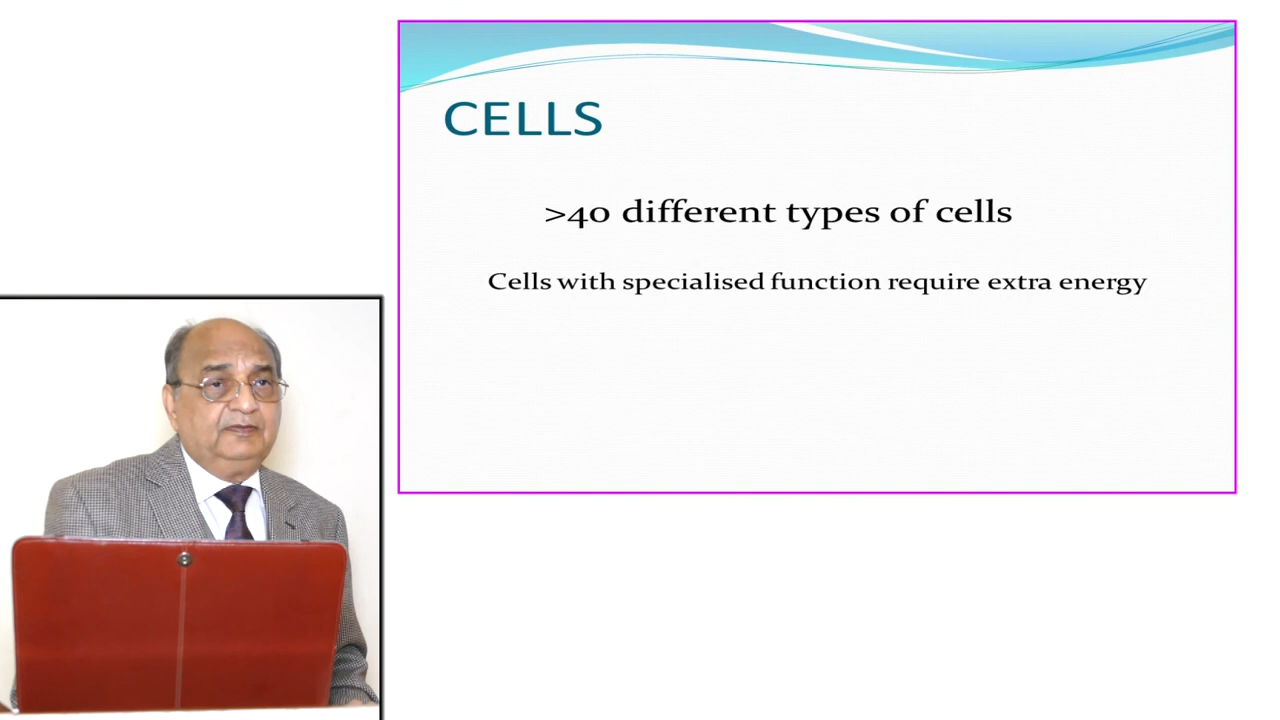 CELLS
>40 different types of cells
Cells with specialised function require extra energy